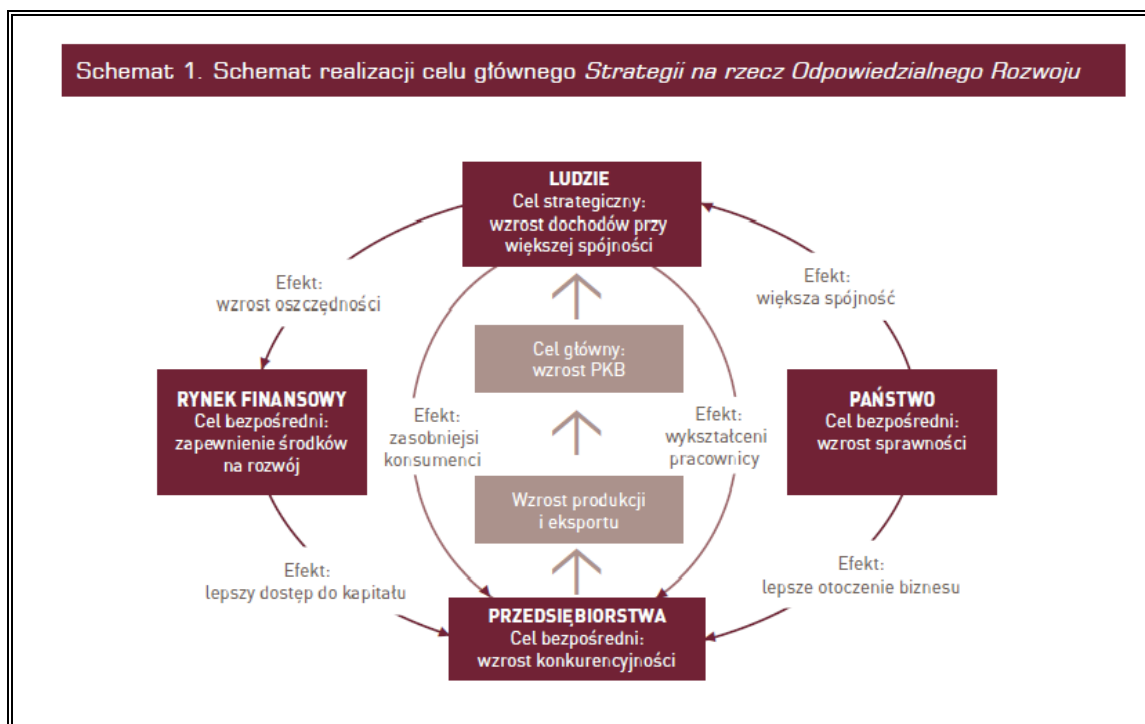 Schemat 1. Schemat realizacji celu głównego Strategii na rzecz Odpowiedzialnego Rozwoju
LUDZIE
Cel strategiczny:
wzrost dochodów przy
większej spójności
Efekt:
wzrost oszczędności
Efekt:
większa spójność
Cel główny:
wzrost PKB
RYNEK FINANSOWY
Cel bezpośredni:
zapewnienie środków
na rozwój
Efekt:
zasobniejsi
konsumenci
Efekt:
wykształceni
pracownicy
PAŃSTWO
Cel bezpośredni:
wzrost sprawności
Wzrost produkcji
i eksportu
Efekt:
lepszy dostęp do kapitału
Efekt:
lepsze otoczenie biznesu
PRZEDSIĘBIORSTWA
Cel bezpośredni:
wzrost konkurencyjności